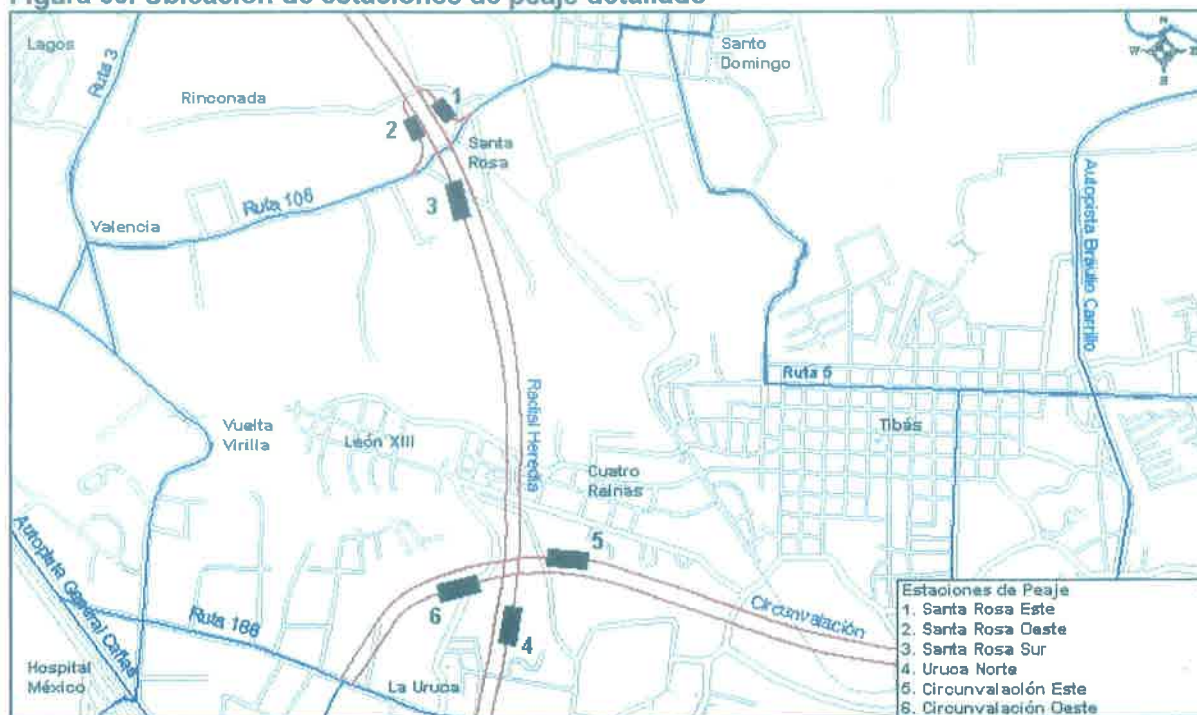 Lagos
Ruta 3
Rinconada
1
2
Santa
Rosa
Santo
Domingo
N
W
E
S
Ruta 106
3
Valencia
Autopista Braulio Carrillo
Ruta 5
Radial Heredia
Vuelta
Virilla
León XIII
Tibás
Cuatro
Reinas
5
6
4
Circunvalación
Autopista General Cañas
Ruta 166
Hospital
México
La Uruca
Estaciones de Peaje
1. Santa Rosa Este
2. Santa Rosa Oeste
3. Santa Rosa Sur
4. Uruca Norte
5. Circunvalación Este
6. Circunvalación Oeste